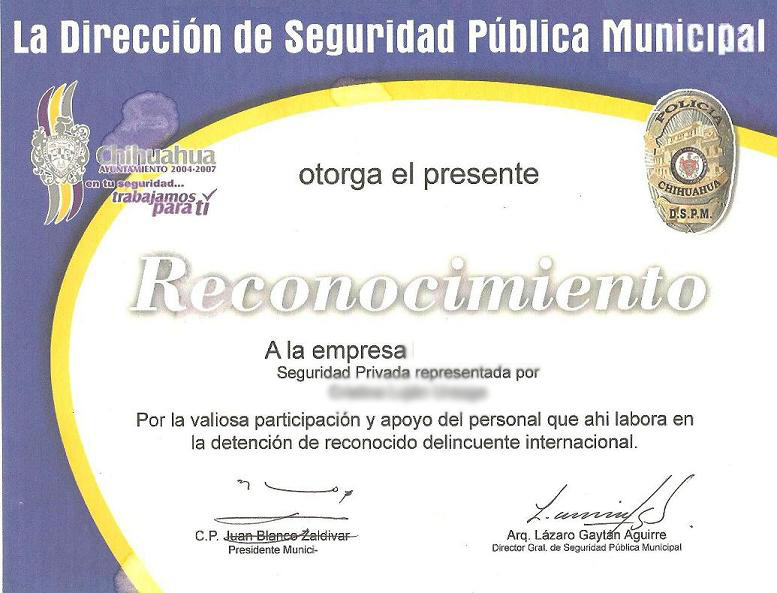 La Dirección de Seguridad Pública Municipal
Chihuahua
AYUNTAMIENTO 2004-2007
en tu seguridad...
trabajamos
para ti
POLICIA
CHIHUAHUA
D.S.P.M.
otorga el presente
Reconocimiento
A la empresa
Seguridad Privada representada por
Por la valiosa participación y apoyo del personal que ahi labora en
la detención de reconocido delincuente internacional.
C.P. Juan Blanco Zaldivar
Presidente Munici-
Arq. Lázaro Gaytán Aguirre
Director Gral. de Seguridad Pública Municipal